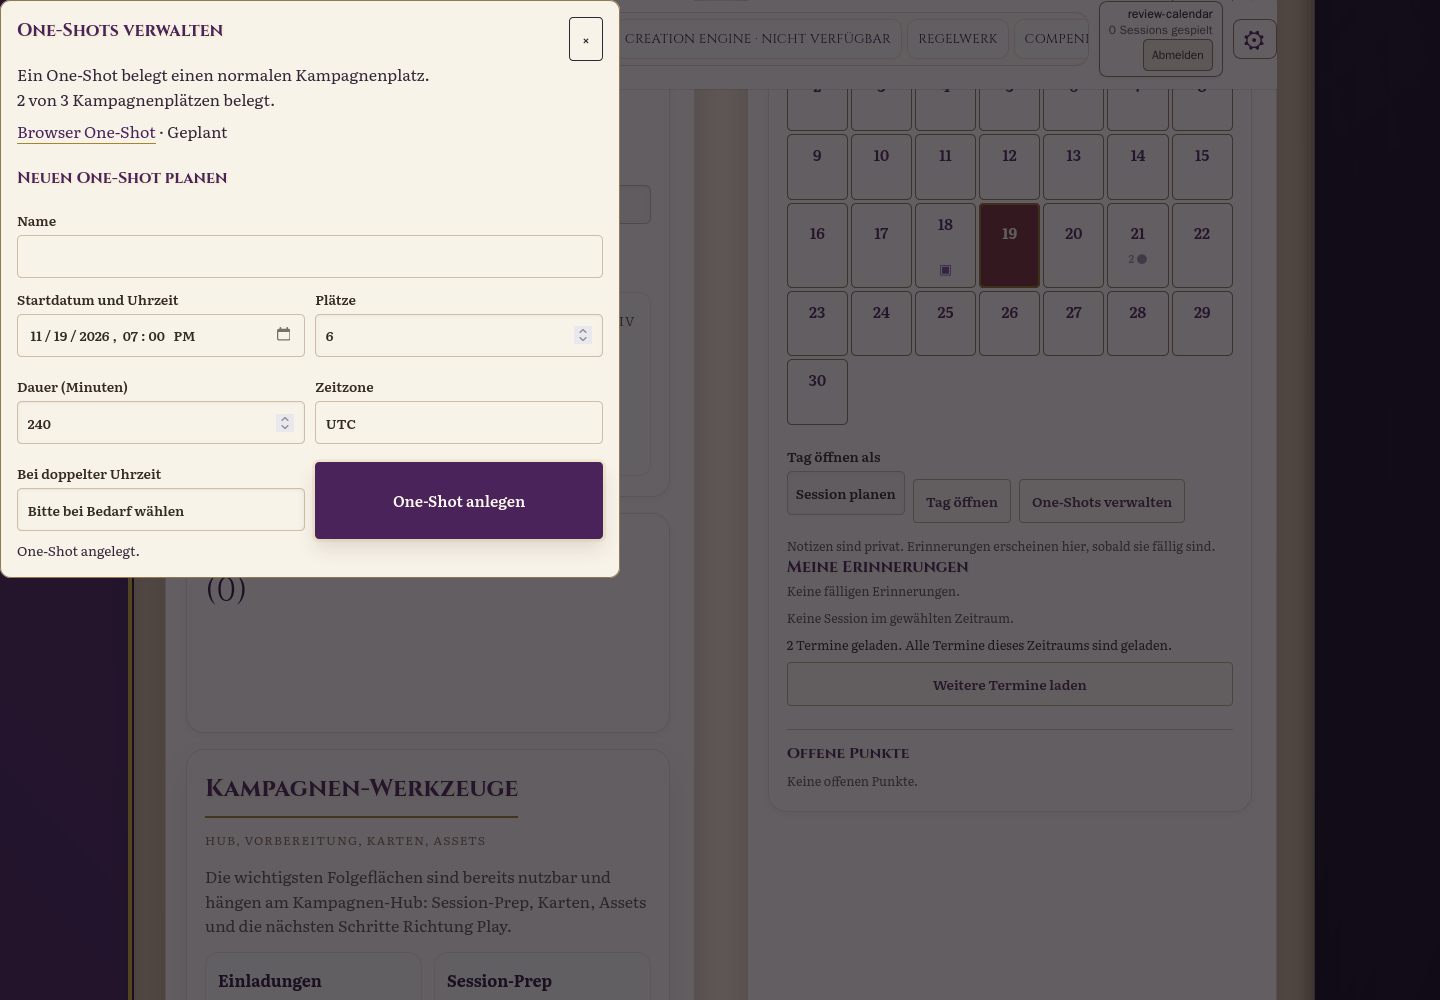 One-Shots verwalten
×
Ein One-Shot belegt einen normalen Kampagnenplatz.
2 von 3 Kampagnenplätzen belegt.
Browser One-Shot · Geplant
Neuen One-Shot planen
Name
Startdatum und Uhrzeit
11/19/2026, 07:00 PM
Plätze
6
Dauer (Minuten)
240
Zeitzone
UTC
Bei doppelter Uhrzeit
Bitte bei Bedarf wählen
One-Shot anlegen
One-Shot angelegt.
CREATION ENGINE · NICHT VERFÜGBAR
REGELWERK
COMPENI
review-calendar
0 Sessions gespielt
Abmelden
IV
(0)
Kampagnen-Werkzeuge
HUB, VORBEREITUNG, KARTEN, ASSETS
Die wichtigsten Folgeflächen sind bereits nutzbar und
hängen am Kampagnen-Hub: Session-Prep, Karten, Assets
und die nächsten Schritte Richtung Play.
Einladungen
Session-Prep
2 3 4 5 6 7 8
9 10 11 12 13 14 15
16 17 18 19 20 21 22
2
23 24 25 26 27 28 29
30
Tag öffnen als
Session planen
Tag öffnen
One-Shots verwalten
Notizen sind privat. Erinnerungen erscheinen hier, sobald sie fällig sind.
Meine Erinnerungen
Keine fälligen Erinnerungen.
Keine Session im gewählten Zeitraum.
2 Termine geladen. Alle Termine dieses Zeitraums sind geladen.
Weitere Termine laden
Offene Punkte
Keine offenen Punkte.